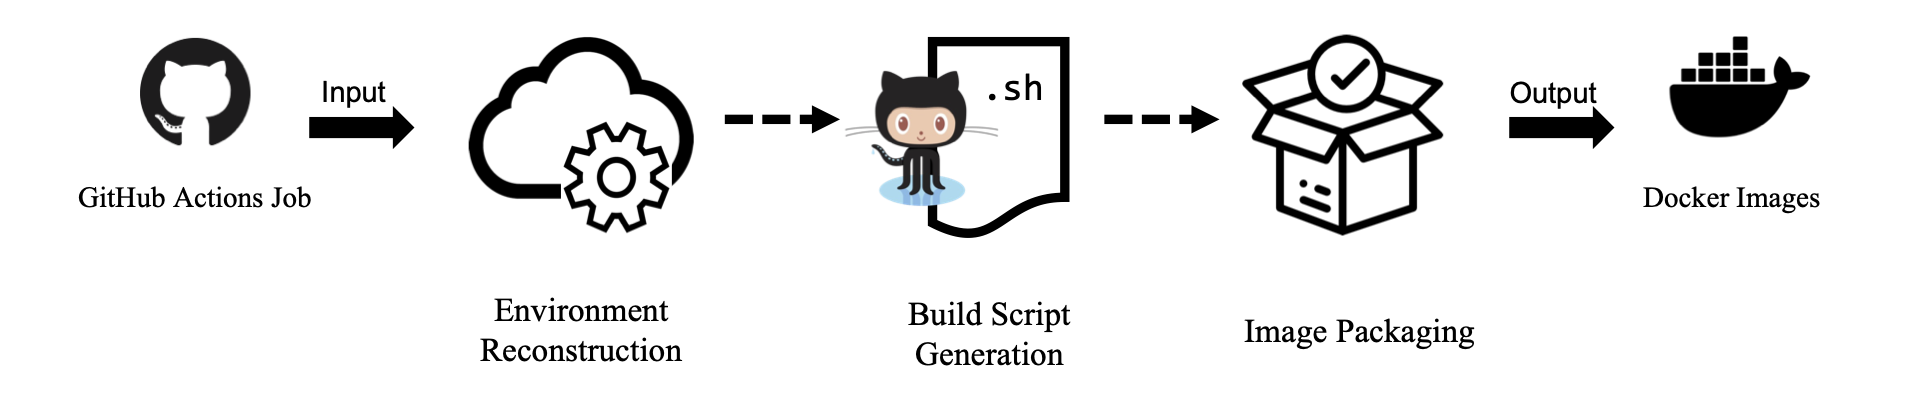 Input
GitHub Actions Job
Environment
Reconstruction
.sh
Build Script
Generation
Image Packaging
Output
Docker Images